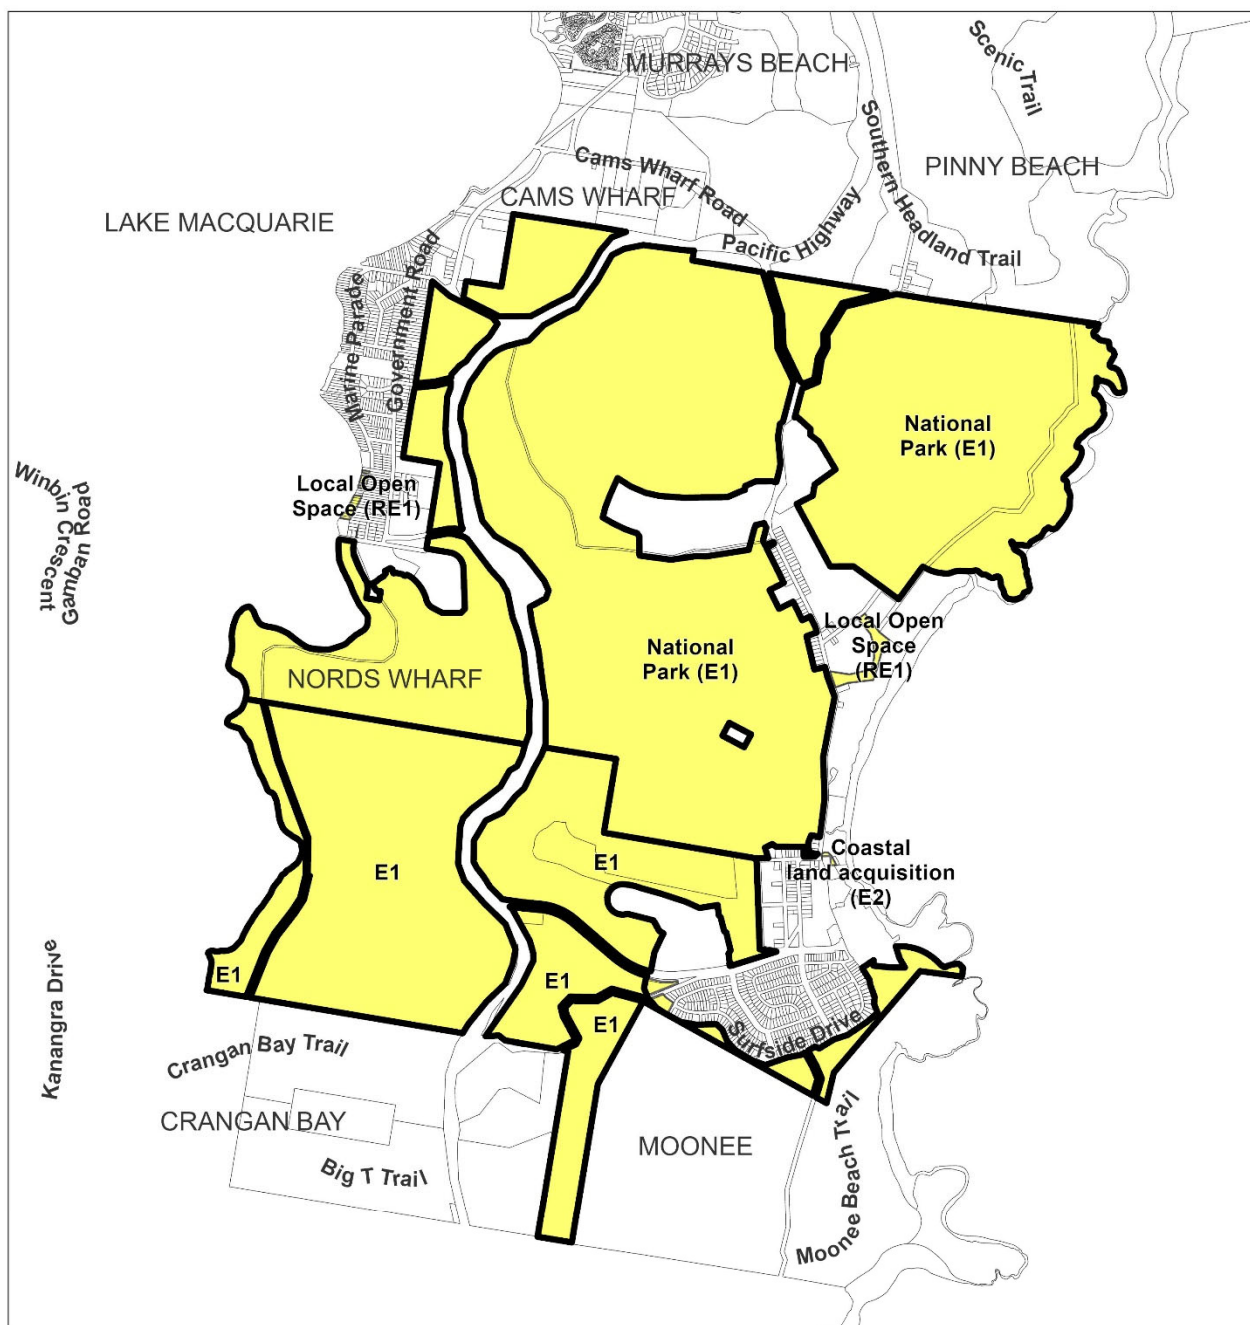 MURRAYS BEACH
Scenic Trail
Southern Headland Trail
PINNY BEACH
Cams Wharf Road
CAMS WHARF
LAKE MACQUARIE
Pacific Highway
Government Road
Marine Parade
National
Park (E1)
Local Open
Space (RE1)
Winbin Crescent
Gamban Road
Local Open
Space
(RE1)
National
Park (E1)
NORDS WHARF
Coastal
land acquisition
(E2)
E1
E1
E1
E1
E1
Kanangra Drive
Surfside Drive
Crangan Bay Trail
CRANGAN BAY
MOONEE
Big T Trail
Moonee Beach Trail